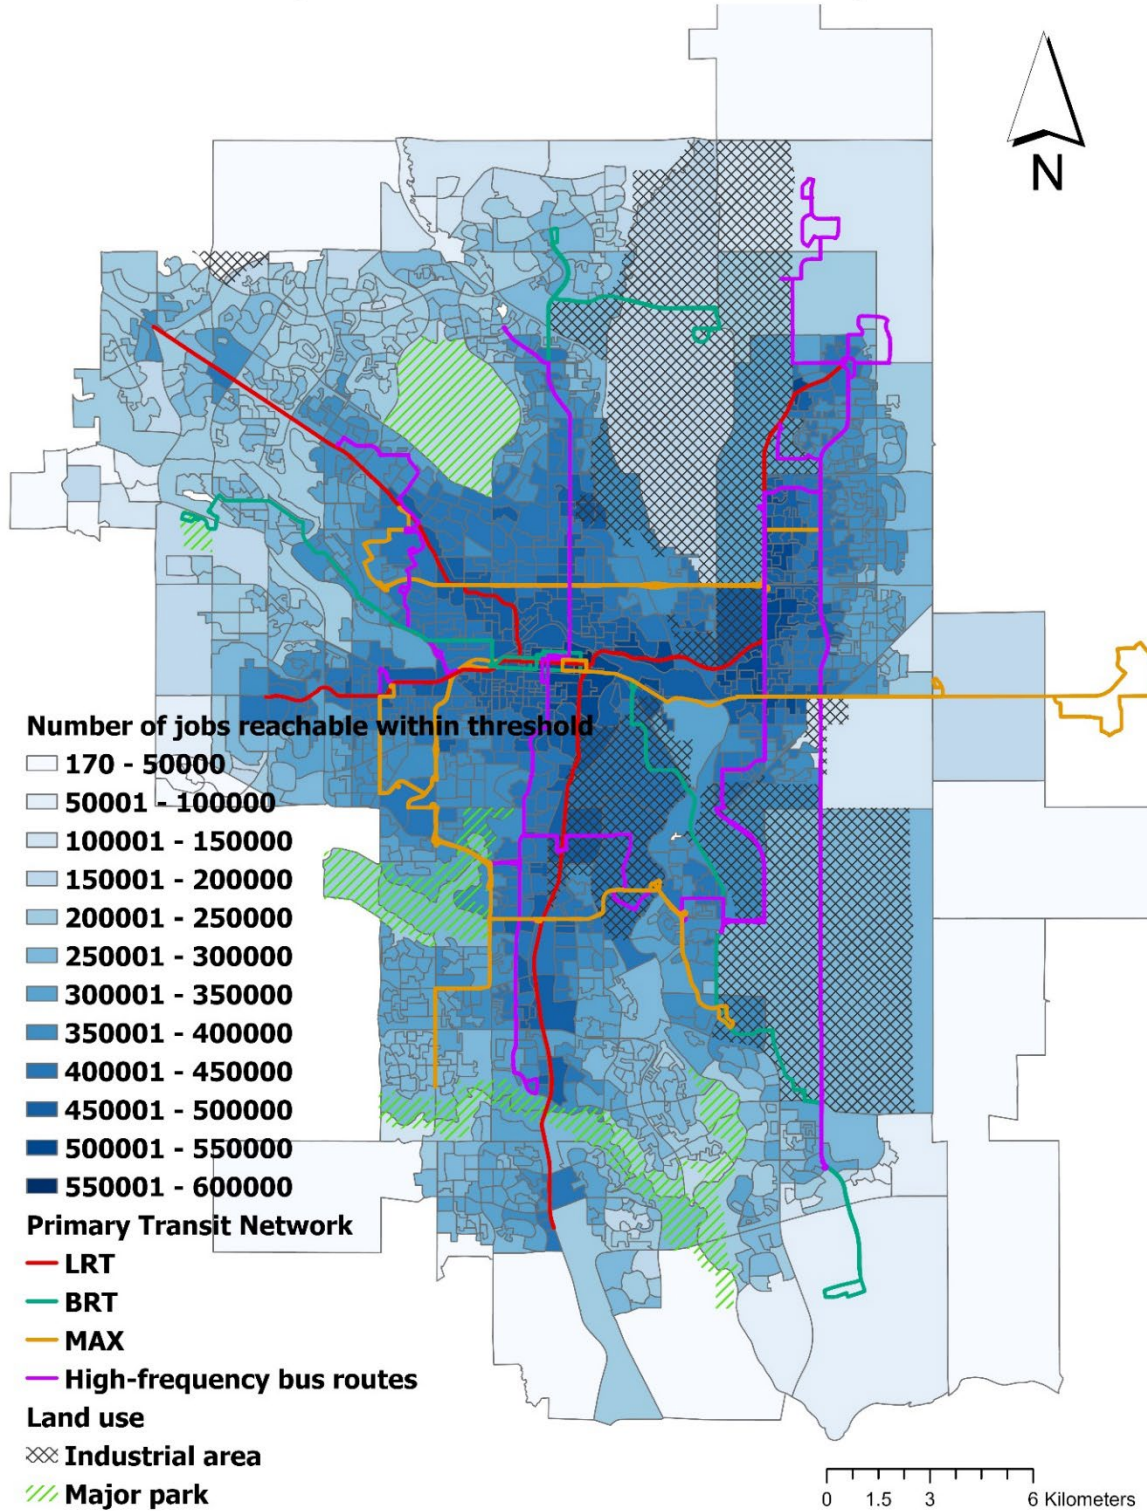 N
Number of jobs reachable within threshold
170 - 50000
50001 - 100000
100001 - 150000
150001 - 200000
200001 - 250000
250001 - 300000
300001 - 350000
350001 - 400000
400001 - 450000
450001 - 500000
500001 - 550000
550001 - 600000
Primary Transit Network
LRT
BRT
MAX
High-frequency bus routes
Land use
Industrial area
Major park
0 1.5 3 6 Kilometers